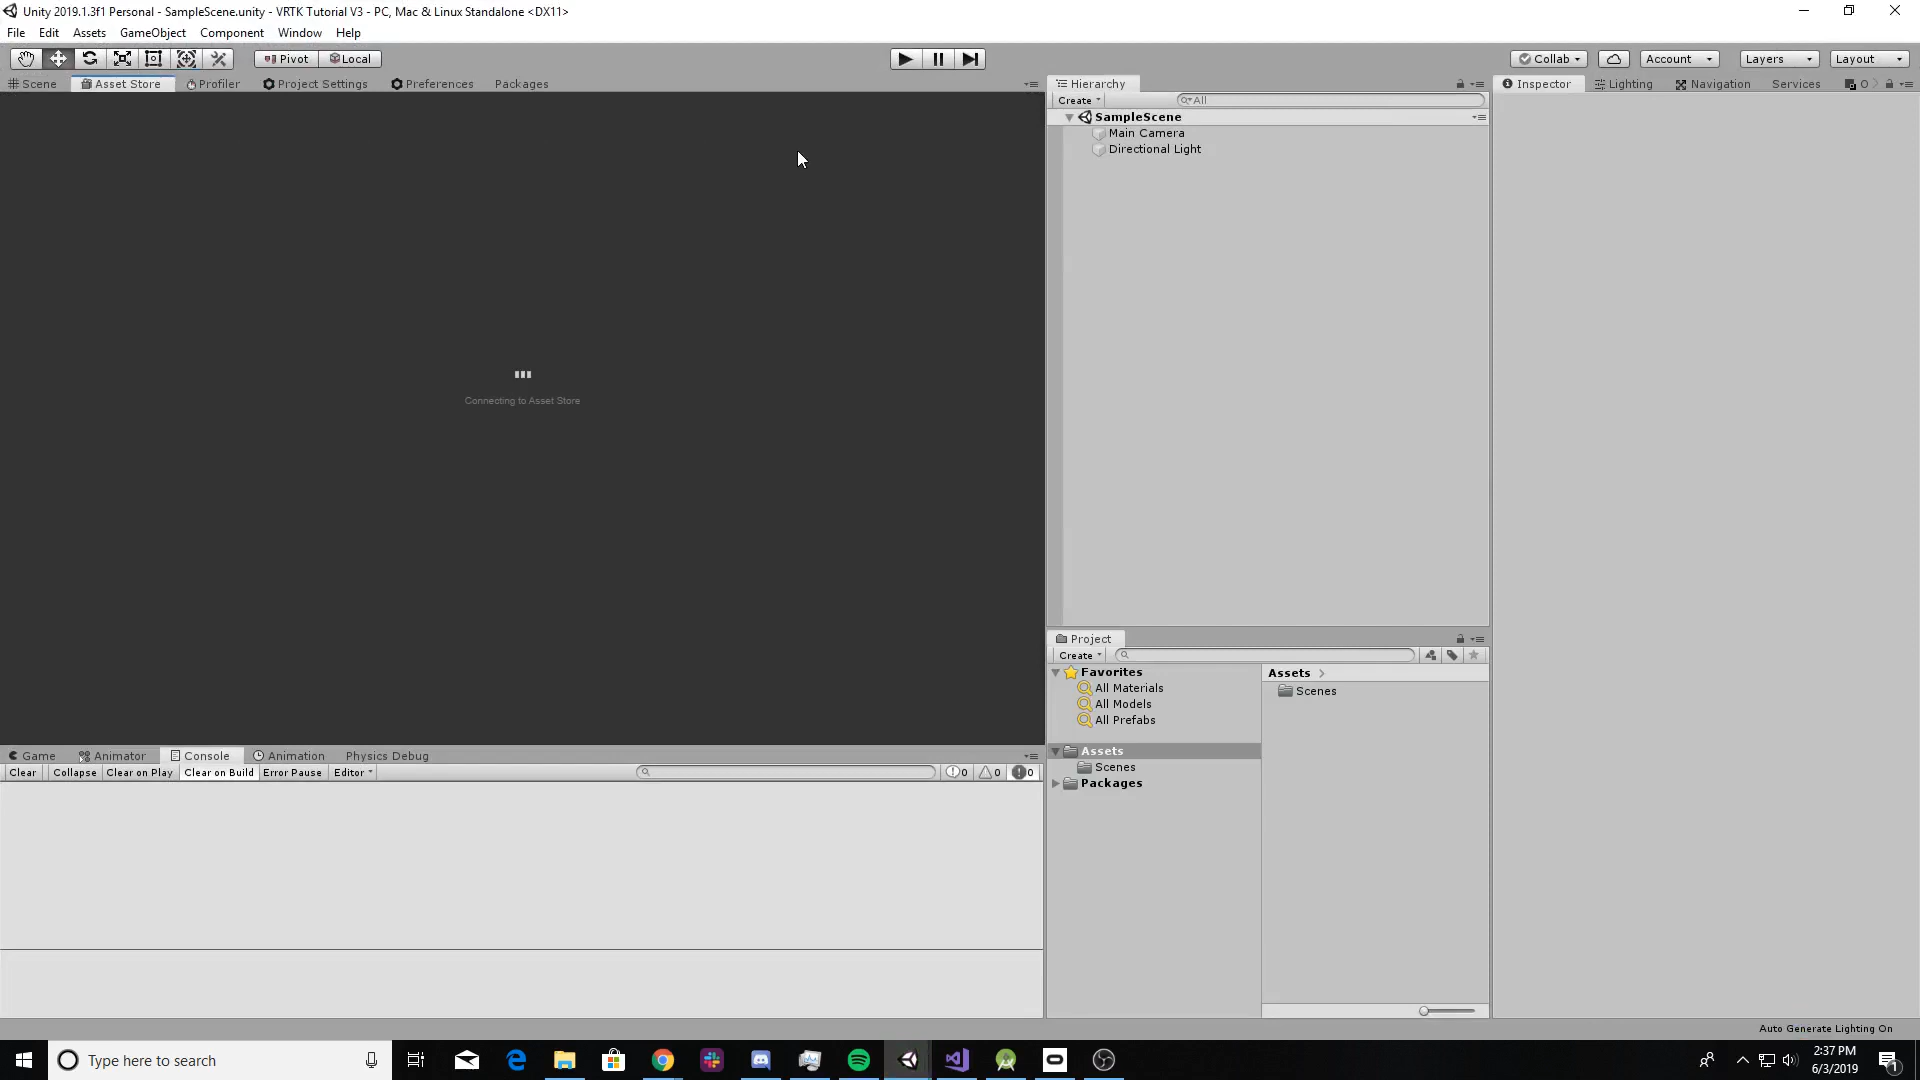 Unity 2019.1.3f1 Personal - SampleScene.unity - VRTK Tutorial V3 - PC, Mac & Linux Standalone <DX11>
File Edit Assets GameObject Component Window Help
Pivot Local Collab Account Layers Layout
Scene Asset Store Profiler Project Settings Preferences Packages
Hierarchy
Inspector Lighting Navigation Services O
Create All
SampleScene
Main Camera
Directional Light
Connecting to Asset Store
Project
Create
Favorites
All Materials
All Models
All Prefabs
Assets
Scenes
Packages
Assets
Scenes
Game Animator Console Animation Physics Debug
Clear Collapse Clear on Play Clear on Build Error Pause Editor 0 0 0
Auto Generate Lighting On
Type here to search
2:37 PM
6/3/2019
1